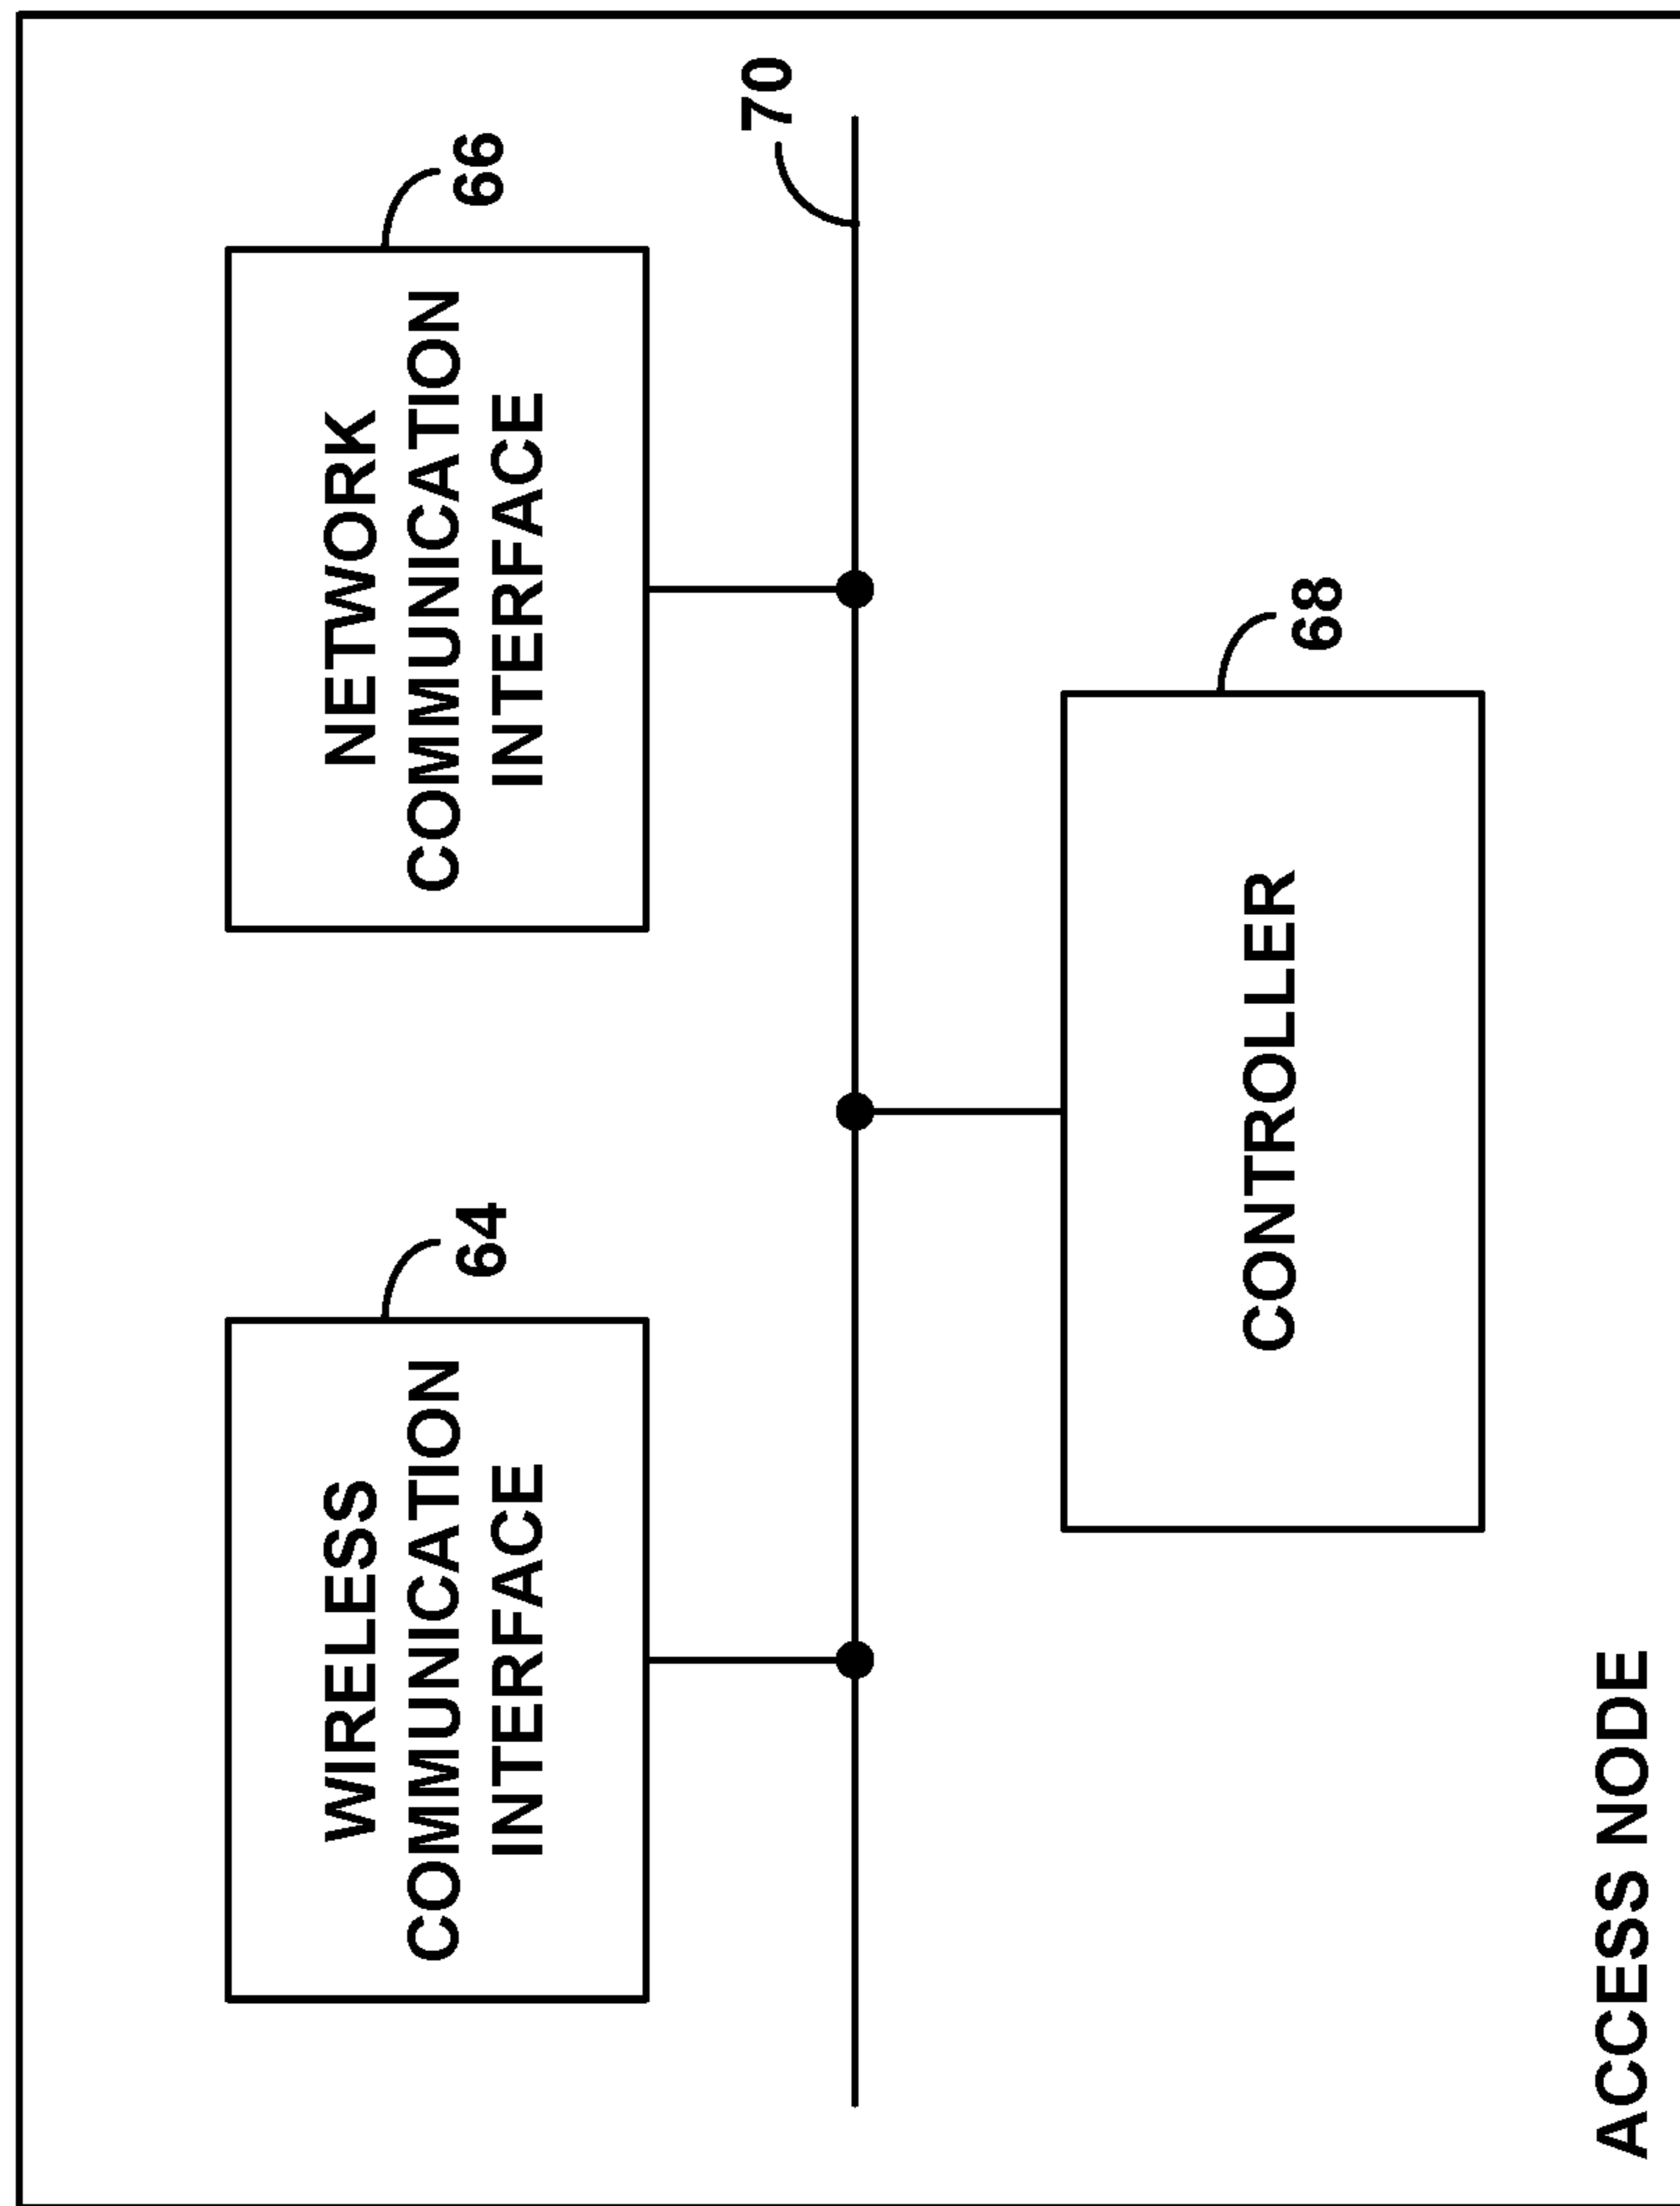 WIRELESS
COMMUNICATION
INTERFACE
64
NETWORK
COMMUNICATION
INTERFACE
66
70
CONTROLLER
68
ACCESS NODE